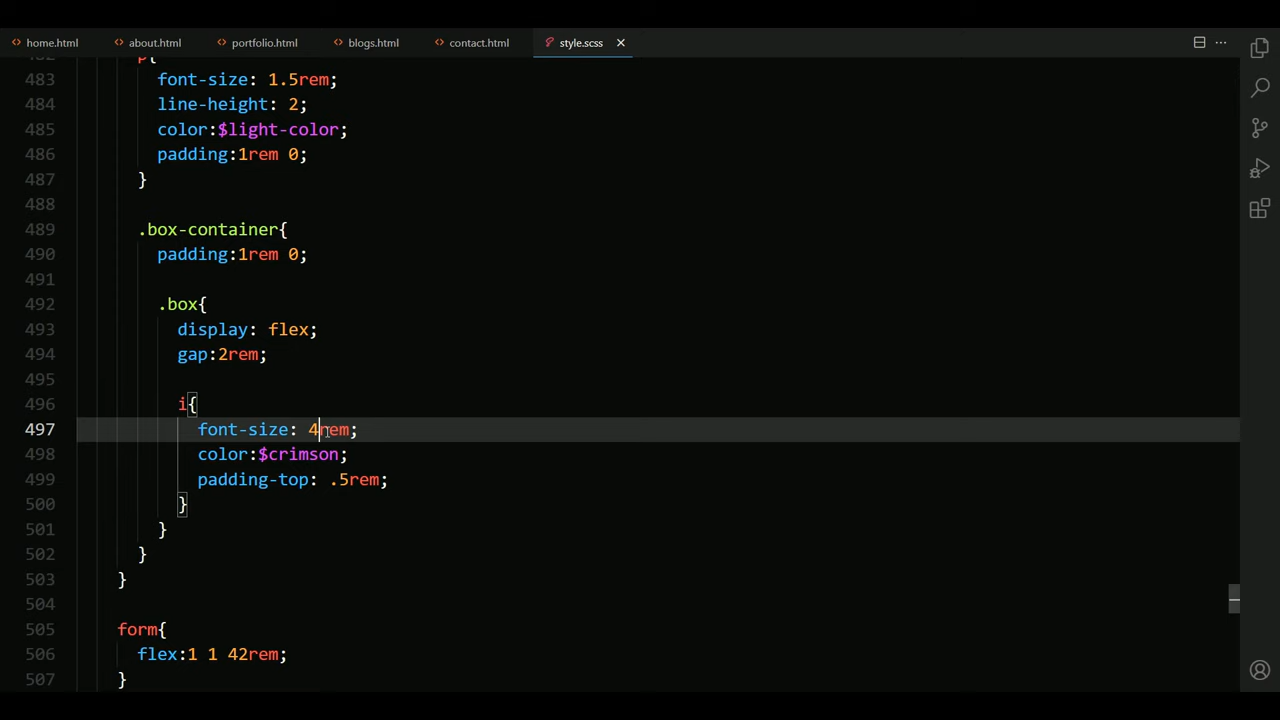 home.html about.html portfolio.html blogs.html contact.html style.scss
482 p{
483 font-size: 1.5rem;
484 line-height: 2;
485 color:$light-color;
486 padding:1rem 0;
487 }
488
489 .box-container{
490 padding:1rem 0;
491
492 .box{
493 display: flex;
494 gap:2rem;
495
496 i{
497 font-size: 4rem;
498 color:$crimson;
499 padding-top: .5rem;
500 }
501 }
502 }
503 }
504
505 form{
506 flex:1 1 42rem;
507 }